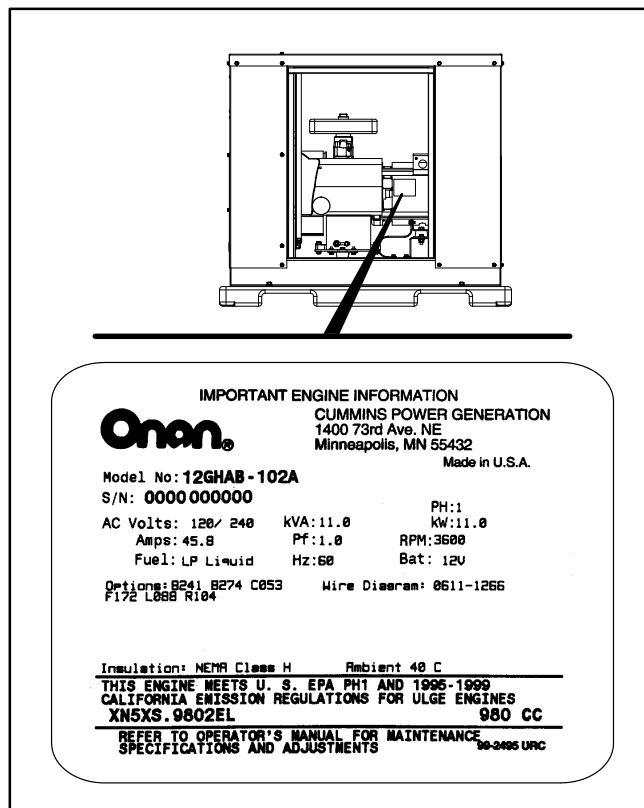 IMPORTANT ENGINE INFORMATION
Onan®
CUMMINS POWER GENERATION
1400 73rd Ave. NE
Minneapolis, MN 55432
Made in U.S.A.
Model No: 12GHAB-102A
S/N: 0000000000
PH:1
AC Volts: 120/ 240 kVA:11.0 kW:11.0
Amps: 45.8 Pf:1.0 RPM:3600
Fuel: LP Liquid Hz:60 Bat: 12V
Options: B241 B274 C053 Wire Diagram: 0611-1266
F172 L088 R104
Insulation: NEMA Class H Ambient 40 C
THIS ENGINE MEETS U. S. EPA PH1 AND 1995-1999
CALIFORNIA EMISSION REGULATIONS FOR ULGE ENGINES
XN5XS.9802EL 980 CC
REFER TO OPERATOR'S MANUAL FOR MAINTENANCE
SPECIFICATIONS AND ADJUSTMENTS 99-2495 URC